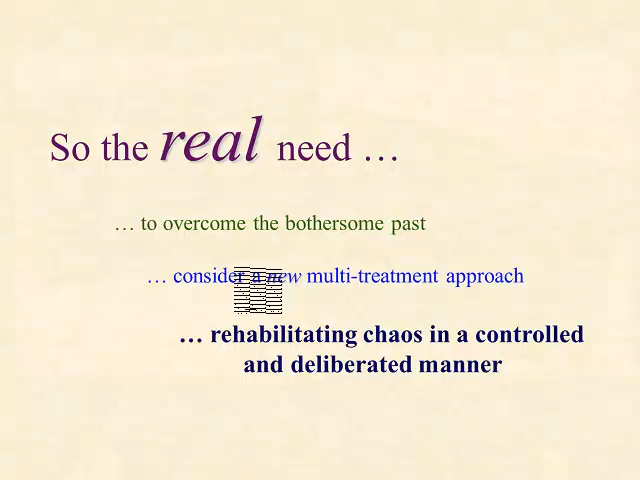 So the real need …
… to overcome the bothersome past
… consider a new multi-treatment approach
… rehabilitating chaos in a controlled
and deliberated manner